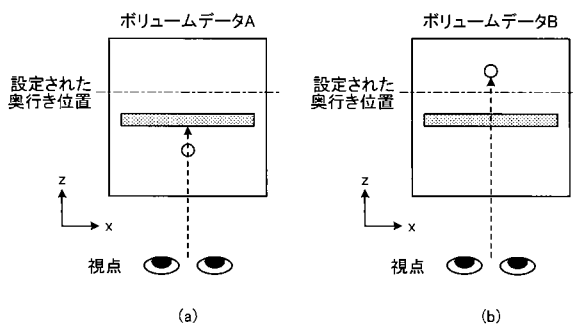 ボリュームデータA
設定された
奥行き位置
z
x
視点
(a)
ボリュームデータB
設定された
奥行き位置
z
x
視点
(b)